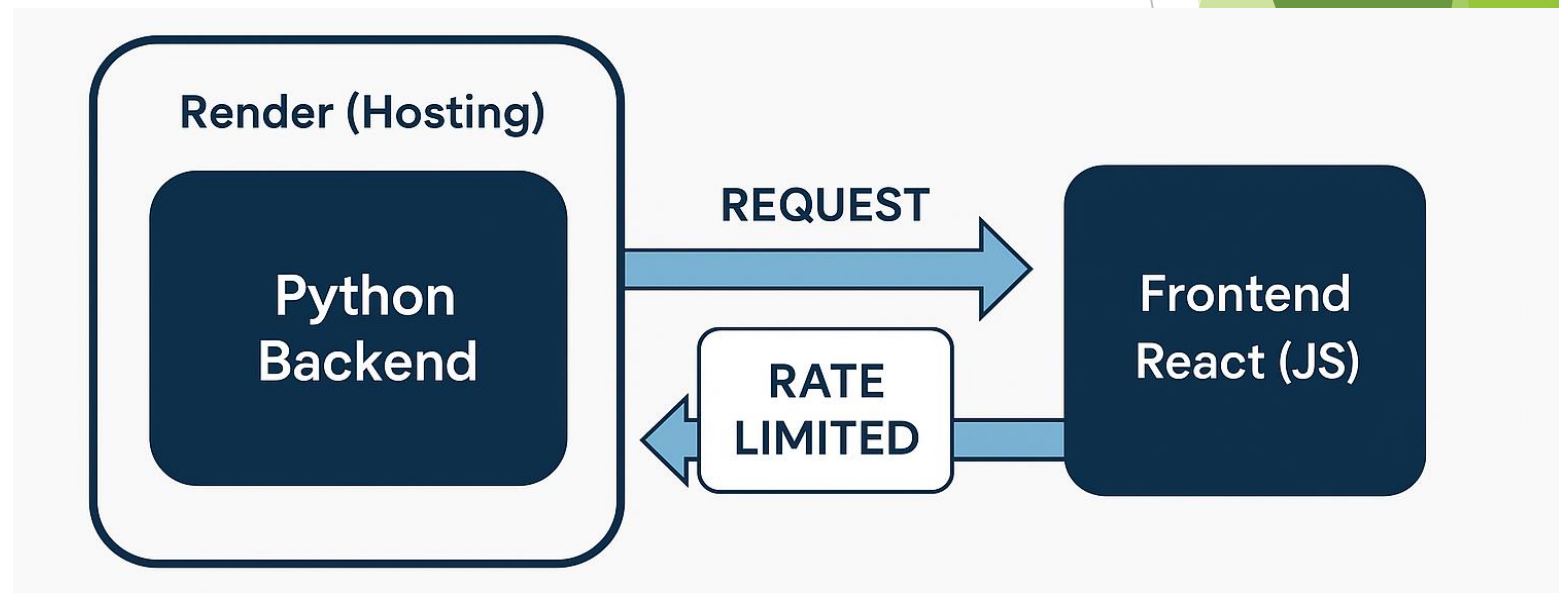 Render (Hosting)
Python
Backend
REQUEST
RATE
LIMITED
Frontend
React (JS)